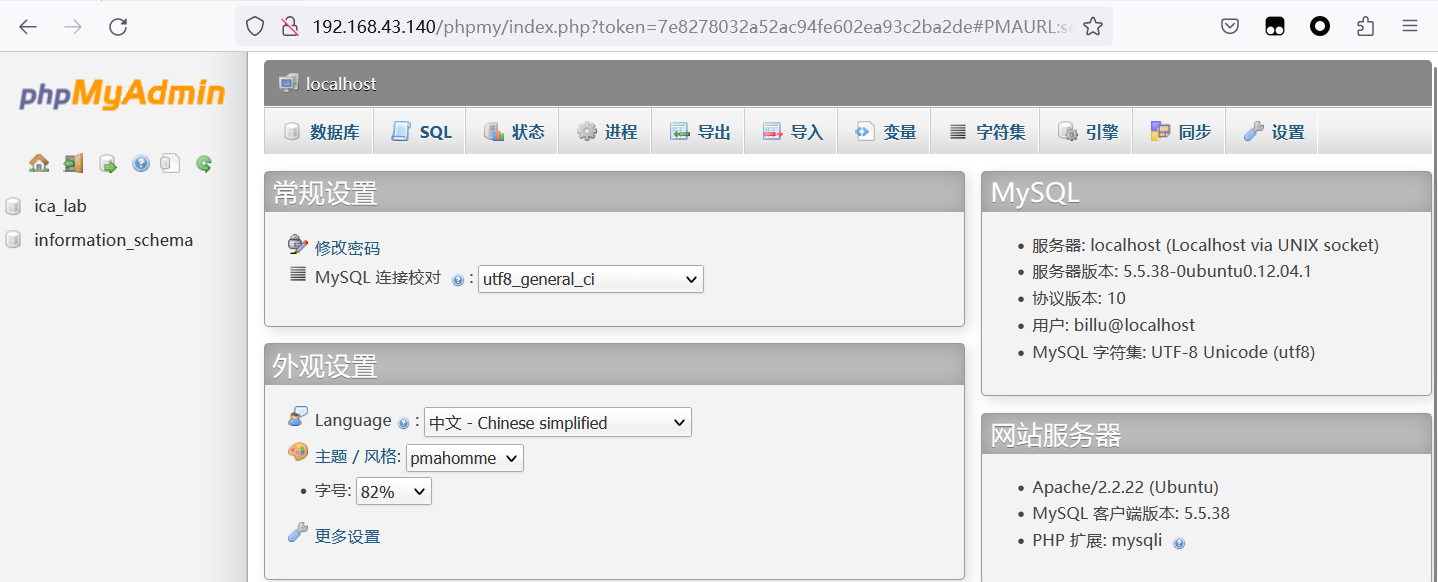 192.168.43.140/phpmy/index.php?token=7e8278032a52ac94fe602ea93c2ba2de#PMAURL:se
phpMyAdmin
ica_lab
information_schema
localhost
数据库 SQL 状态 进程 导出 导入 变量 字符集 引擎 同步 设置
常规设置
修改密码
MySQL 连接校对 : utf8_general_ci
外观设置
Language : 中文 - Chinese simplified
主题 / 风格: pmahomme
• 字号: 82%
更多设置
MySQL
• 服务器: localhost (Localhost via UNIX socket)
• 服务器版本: 5.5.38-0ubuntu0.12.04.1
• 协议版本: 10
• 用户: billu@localhost
• MySQL 字符集: UTF-8 Unicode (utf8)
网站服务器
• Apache/2.2.22 (Ubuntu)
• MySQL 客户端版本: 5.5.38
• PHP 扩展: mysqli